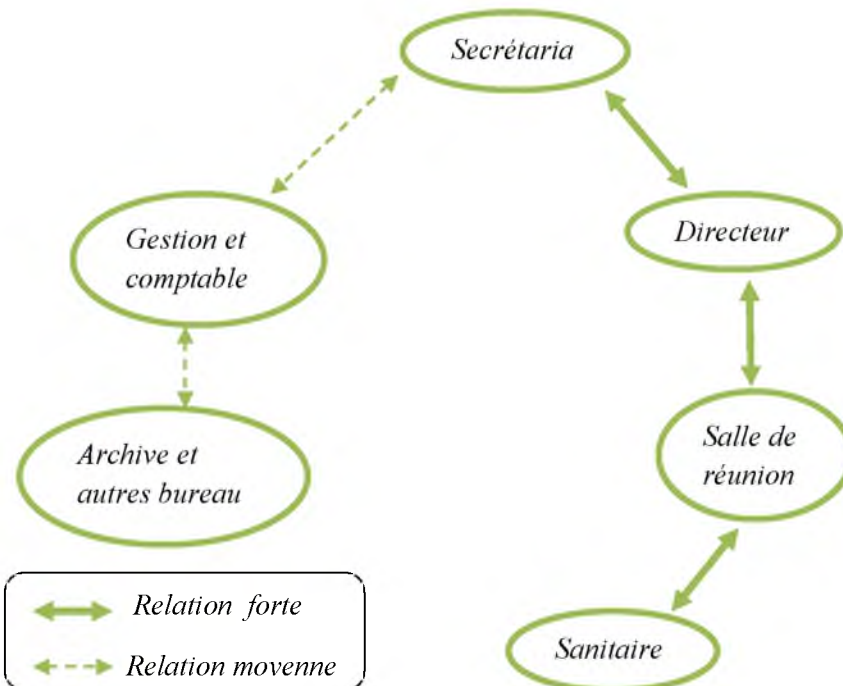 Secrétaria
Gestion et
comptable
Directeur
Archive et
autres bureau
Salle de
réunion
Relation forte
Relation movenne
Sanitaire